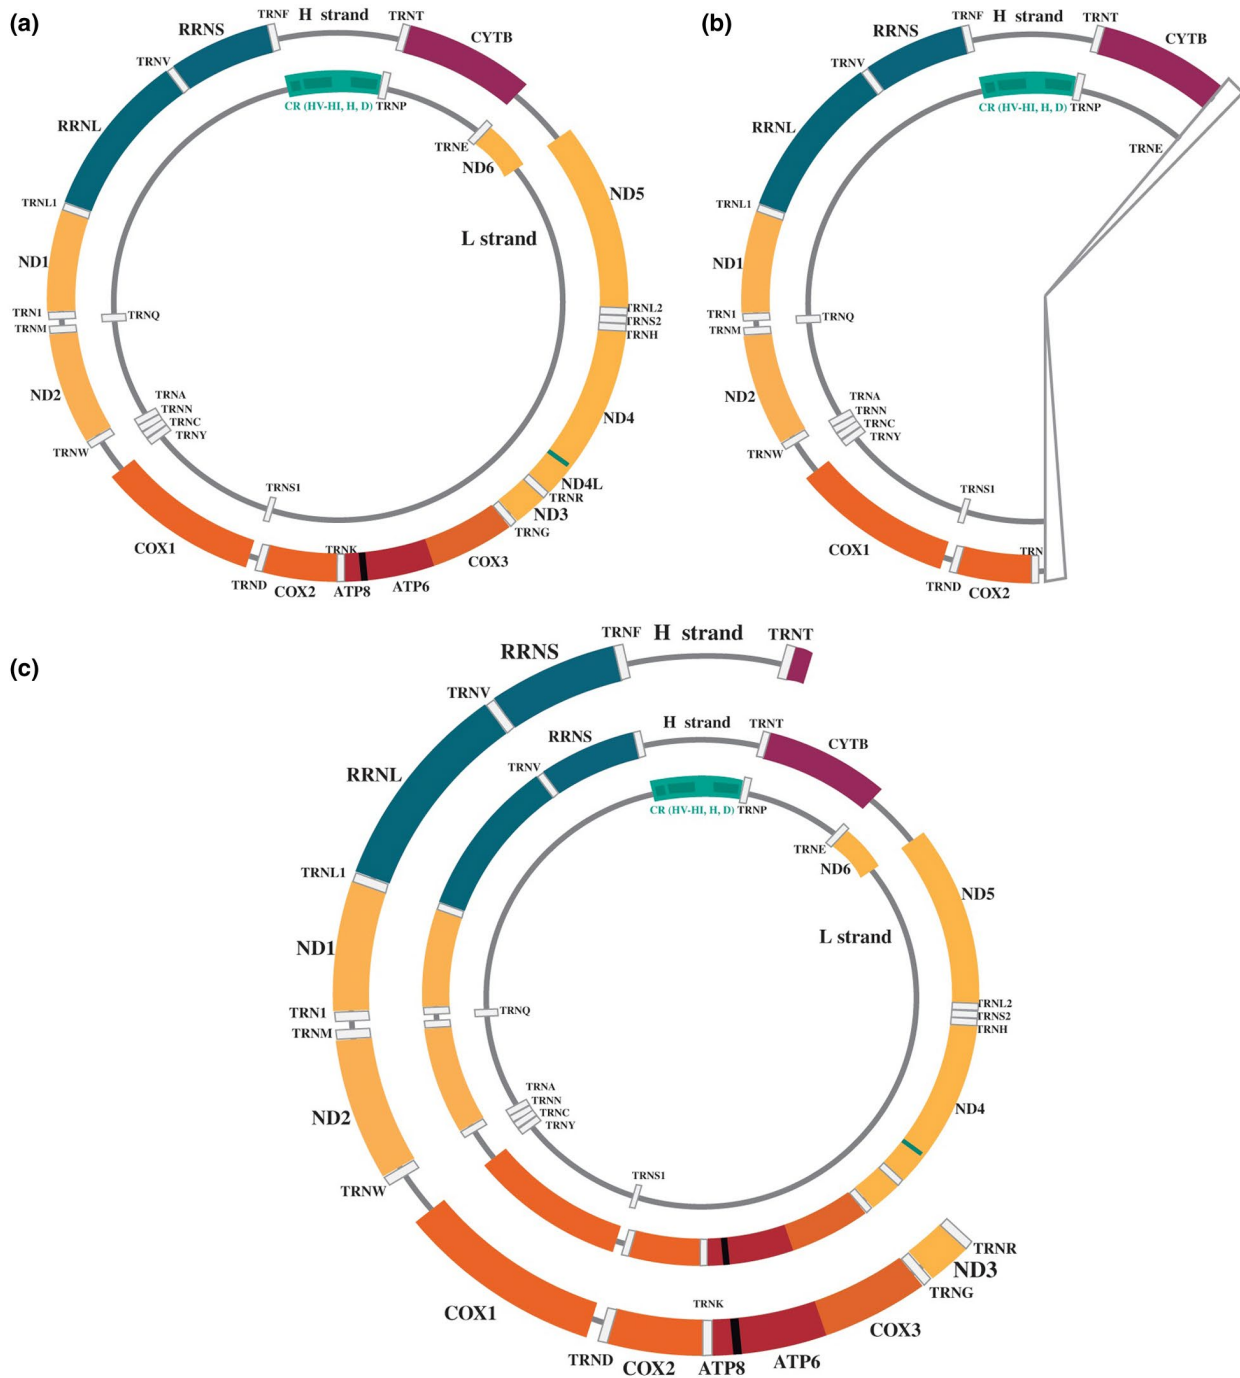 (a)
TRNF
H strand
TRNT
RRNS
CYTB
TRNV
CR (HV-HI, H, D)
TRNP
RRNL
TRNE
ND6
ND5
TRNL1
L strand
ND1
TRN1
TRNM
TRNQ
TRNL2
TRNS2
TRNH
ND2
TRNA
TRNN
TRNC
TRNY
ND4
TRNW
ND4L
TRNR
ND3
TRNG
TRNS1
COX1
TRNK
COX3
TRND
COX2
ATP8
ATP6
(b)
TRNF
H strand
TRNT
RRNS
CYTB
TRNV
CR (HV-HI, H, D)
TRNP
RRNL
TRNE
TRNL1
ND1
TRN1
TRNM
TRNQ
ND2
TRNA
TRNN
TRNC
TRNY
TRNW
TRNS1
COX1
TRN
TRND
COX2
(c)
TRNF
H strand
TRNT
RRNS
TRNV
RRNL
TRNL1
ND1
TRN1
TRNM
ND2
TRNW
COX1
TRND
COX2
TRNK
ATP8
ATP6
COX3
TRNG
ND3
TRNR
H strand
TRNT
RRNS
CYTB
TRNV
CR (HV-HI, H, D)
TRNP
TRNE
ND6
ND5
L strand
TRNQ
TRNL2
TRNS2
TRNH
TRNA
TRNN
TRNC
TRNY
ND4
TRNS1